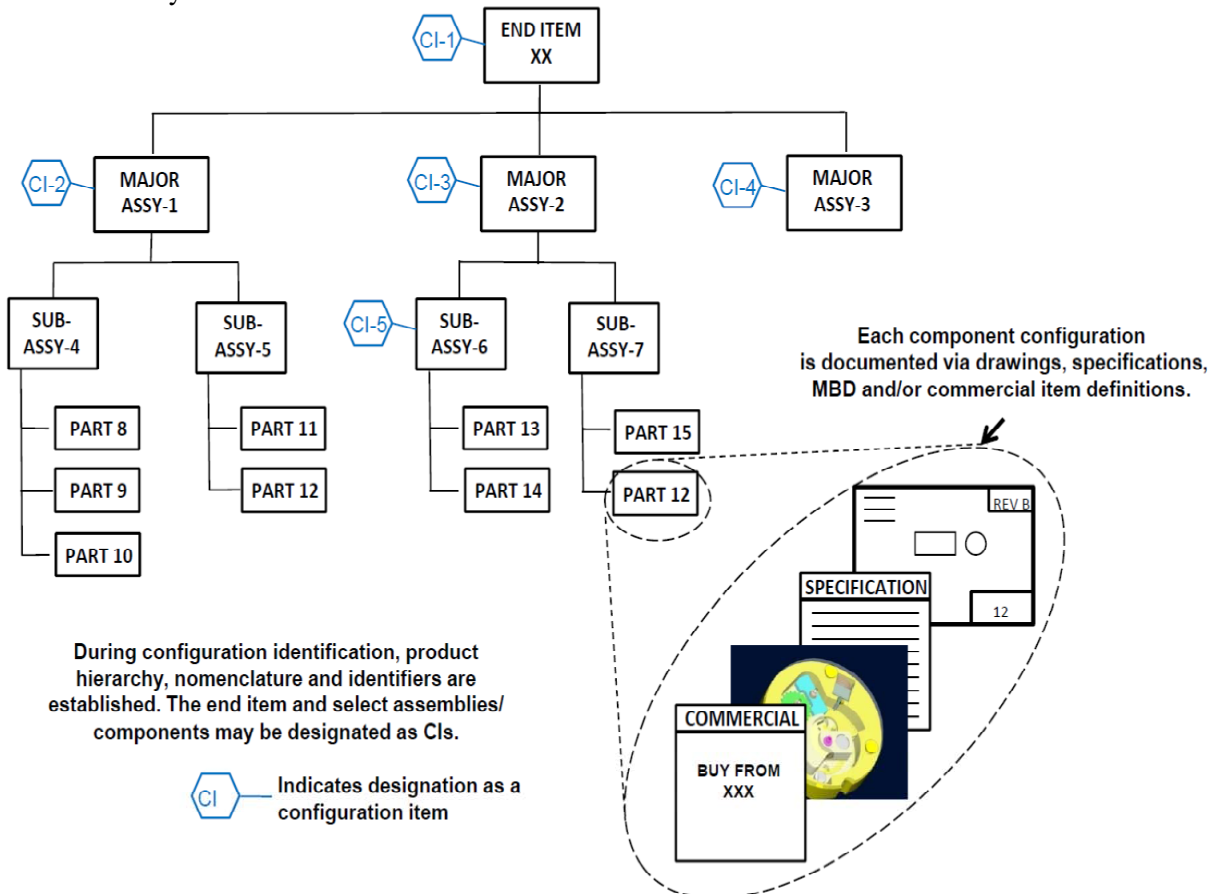 END ITEM
XX
CI-1
MAJOR
ASSY-1
CI-2
MAJOR
ASSY-2
CI-3
MAJOR
ASSY-3
CI-4
SUB-
ASSY-4
SUB-
ASSY-5
SUB-
ASSY-6
CI-5
SUB-
ASSY-7
PART 8
PART 9
PART 10
PART 11
PART 12
PART 13
PART 14
PART 15
PART 12
Each component configuration
is documented via drawings, specifications,
MBD and/or commercial item definitions.
REV B
12
SPECIFICATION
COMMERCIAL
BUY FROM
XXX
During configuration identification, product
hierarchy, nomenclature and identifiers are
established. The end item and select assemblies/
components may be designated as CIs.
CI
Indicates designation as a
configuration item